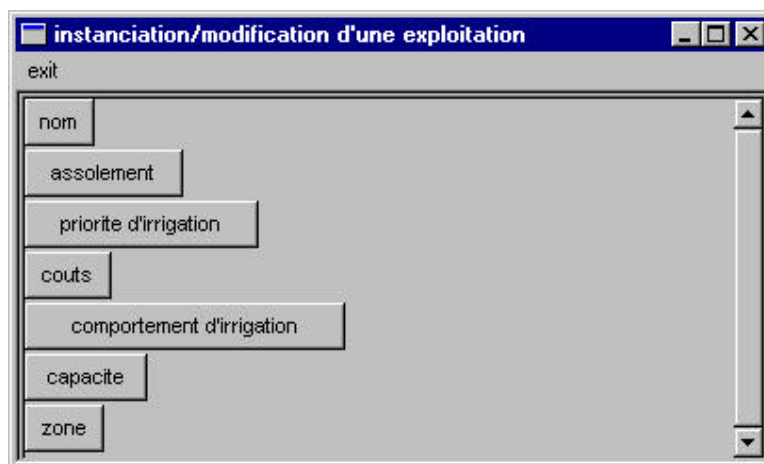 instanciation/modification d'une exploitation
exit
nom
assolement
priorite d'irrigation
couts
comportement d'irrigation
capacite
zone